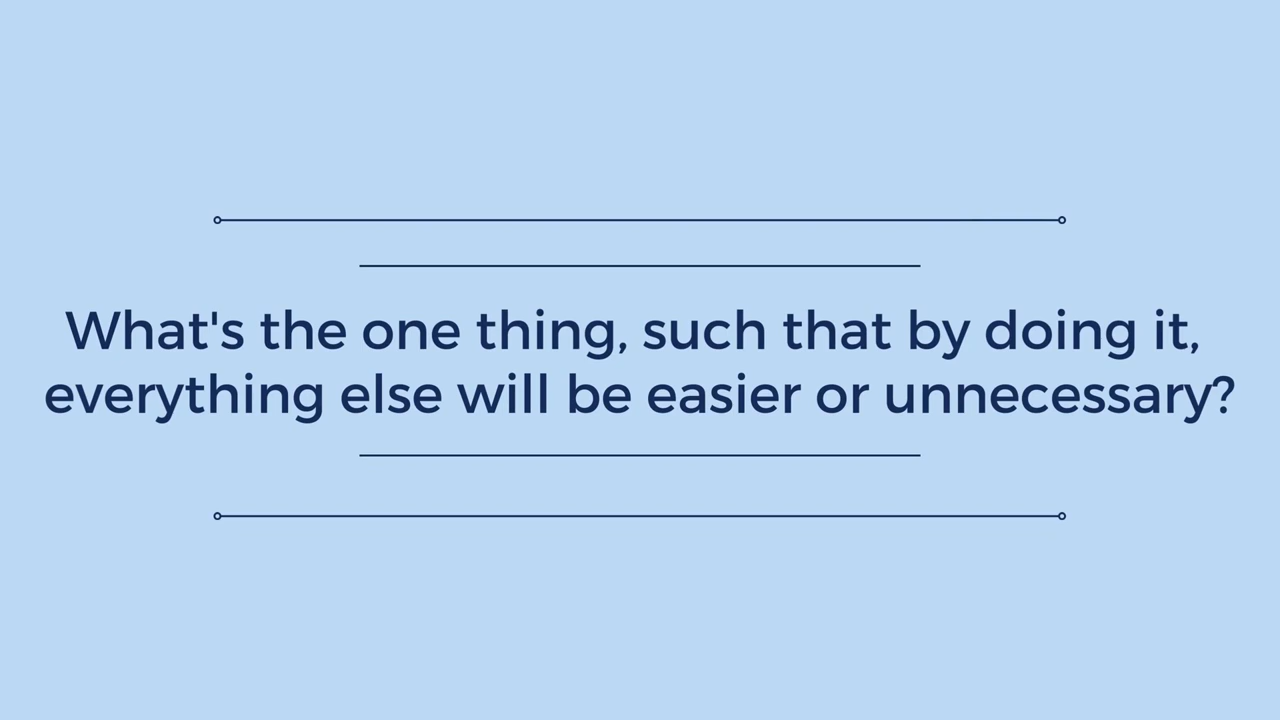 What's the one thing, such that by doing it,
everything else will be easier or unnecessary?